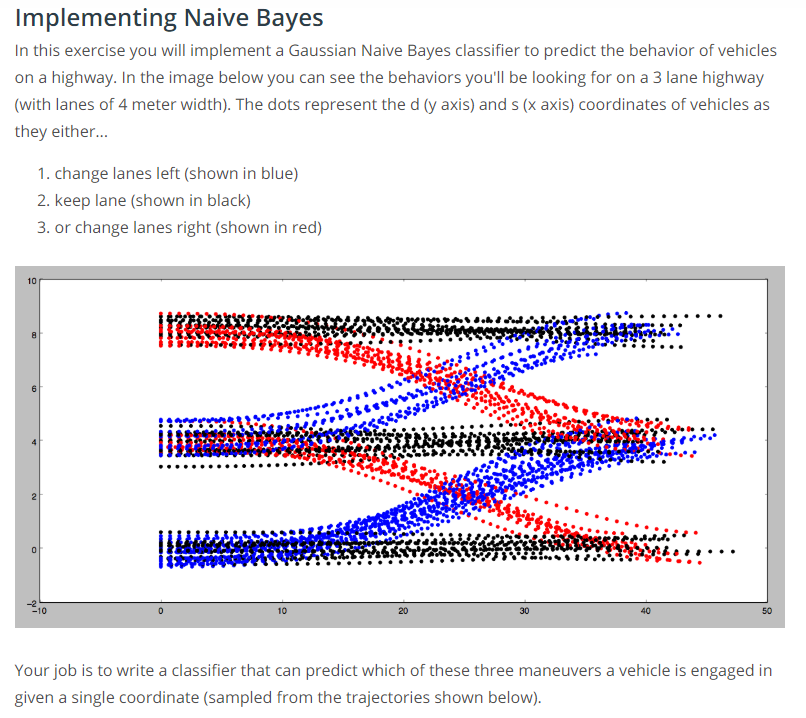 Implementing Naive Bayes
In this exercise you will implement a Gaussian Naive Bayes classifier to predict the behavior of vehicles
on a highway. In the image below you can see the behaviors you'll be looking for on a 3 lane highway
(with lanes of 4 meter width). The dots represent the d (y axis) and s (x axis) coordinates of vehicles as
they either...
1. change lanes left (shown in blue)
2. keep lane (shown in black)
3. or change lanes right (shown in red)
10
8
6
4
2
0
−2
−10 0 10 20 30 40 50
Your job is to write a classifier that can predict which of these three maneuvers a vehicle is engaged in
given a single coordinate (sampled from the trajectories shown below).